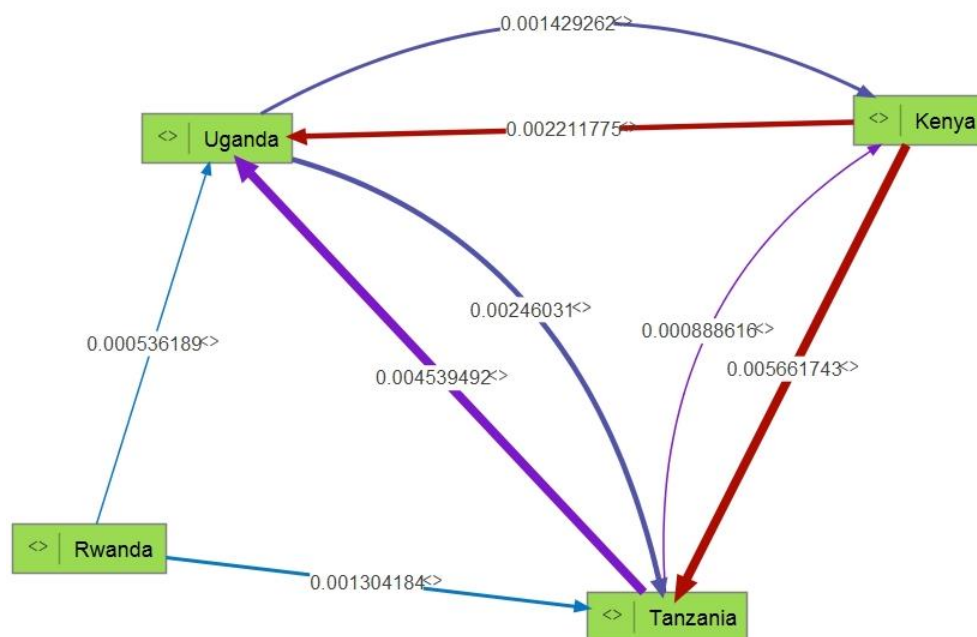 0.001429262<>
<> Uganda
<> Kenya
0.002211775<>
0.00246031<>
0.000536189<>
0.000888616<>
0.004539492<>
0.005661743<>
<> Rwanda
0.001304184<>
<> Tanzania